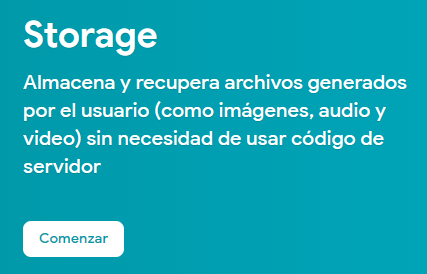 Storage
Almacena y recupera archivos generados
por el usuario (como imágenes, audio y
video) sin necesidad de usar código de
servidor
Comenzar